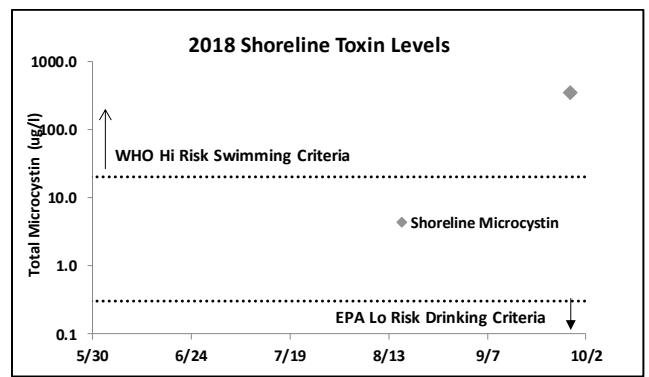 2018 Shoreline Toxin Levels
Total Microcystin (ug/l)
1000.0
100.0
10.0
1.0
0.1
WHO Hi Risk Swimming Criteria
Shoreline Microcystin
EPA Lo Risk Drinking Criteria
5/30 6/24 7/19 8/13 9/7 10/2